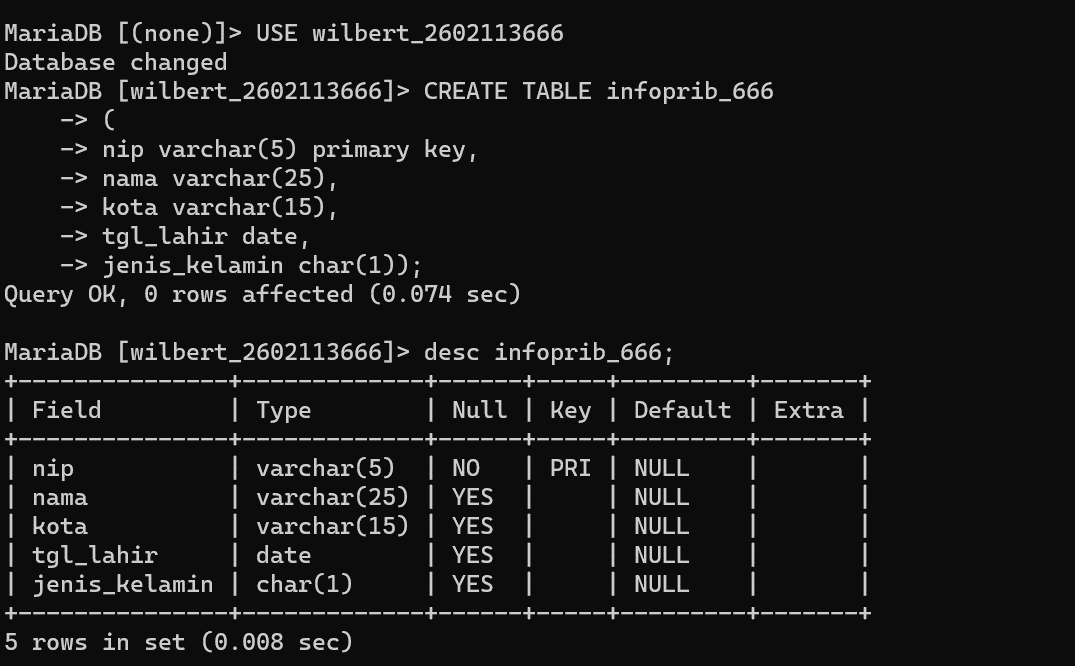 MariaDB [(none)]> USE wilbert_2602113666
Database changed
MariaDB [wilbert_2602113666]> CREATE TABLE infoprib_666
    -> (
    -> nip varchar(5) primary key,
    -> nama varchar(25),
    -> kota varchar(15),
    -> tgl_lahir date,
    -> jenis_kelamin char(1));
Query OK, 0 rows affected (0.074 sec)

MariaDB [wilbert_2602113666]> desc infoprib_666;
+---------------+-------------+------+-----+---------+-------+
| Field         | Type        | Null | Key | Default | Extra |
+---------------+-------------+------+-----+---------+-------+
| nip           | varchar(5)  | NO   | PRI | NULL    |       |
| nama          | varchar(25) | YES  |     | NULL    |       |
| kota          | varchar(15) | YES  |     | NULL    |       |
| tgl_lahir     | date        | YES  |     | NULL    |       |
| jenis_kelamin | char(1)     | YES  |     | NULL    |       |
+---------------+-------------+------+-----+---------+-------+
5 rows in set (0.008 sec)